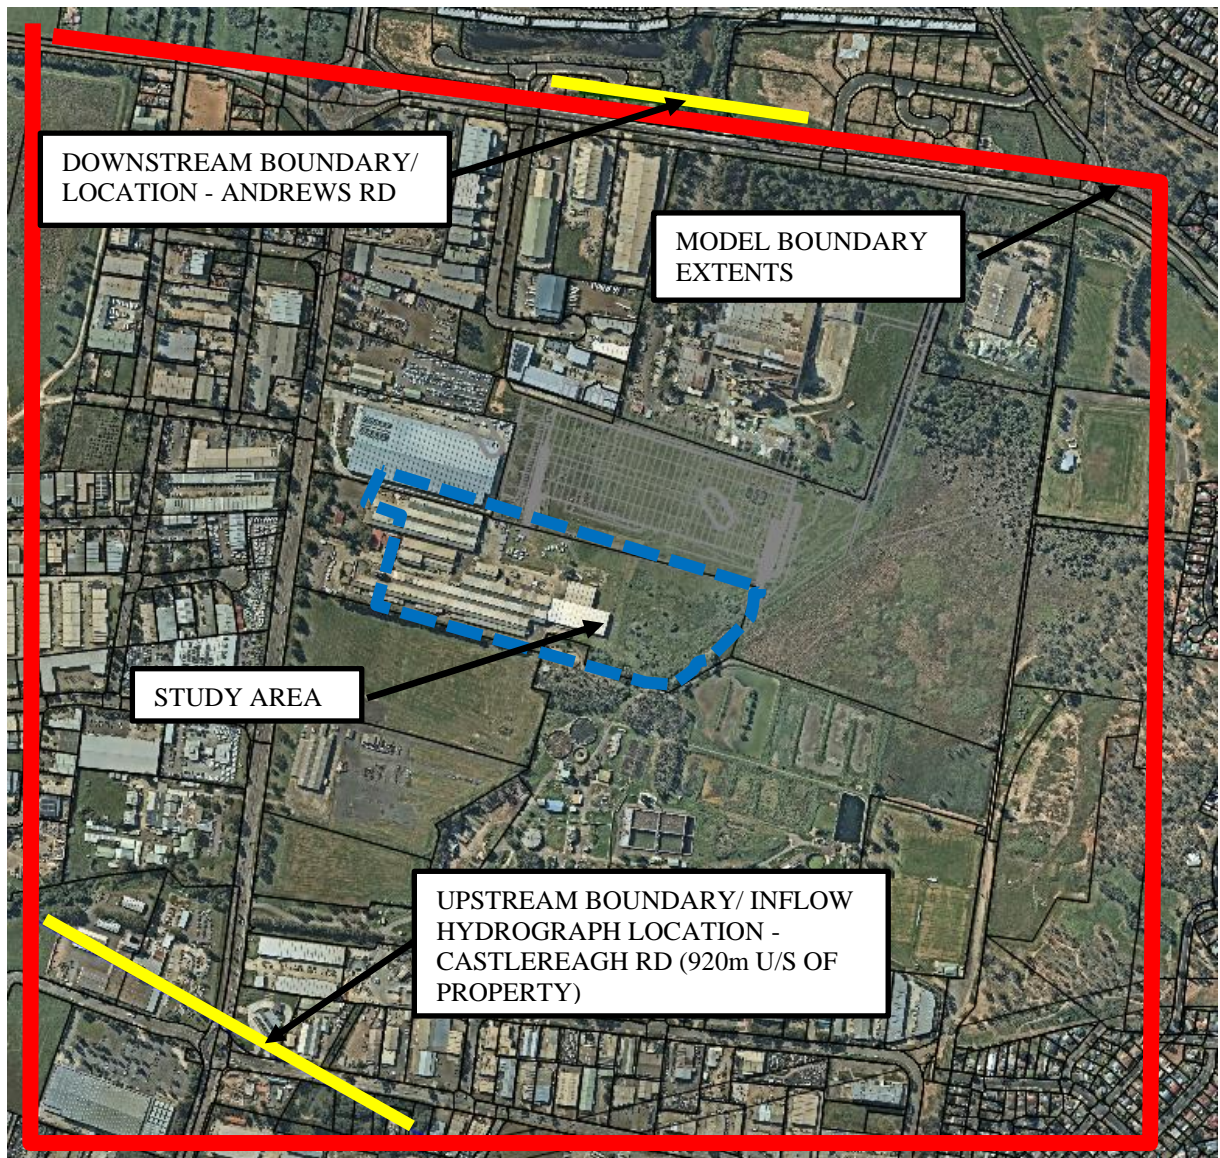 DOWNSTREAM BOUNDARY/
LOCATION - ANDREWS RD
MODEL BOUNDARY
EXTENTS
STUDY AREA
UPSTREAM BOUNDARY/ INFLOW
HYDROGRAPH LOCATION -
CASTLEREAGH RD (920m U/S OF
PROPERTY)